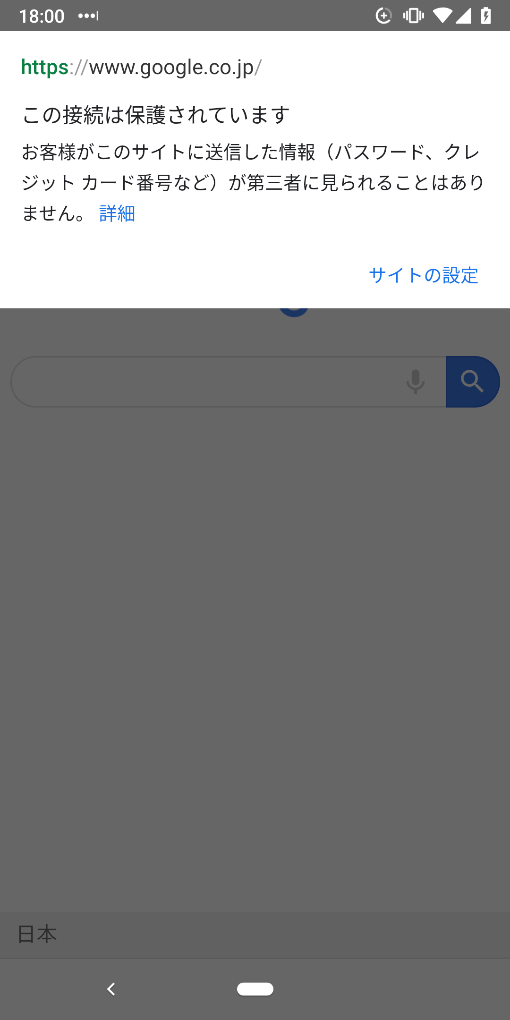 18:00
https://www.google.co.jp/
この接続は保護されています
お客様がこのサイトに送信した情報（パスワード、クレ
ジット カード番号など）が第三者に見られることはあり
ません。 詳細
サイトの設定
日本